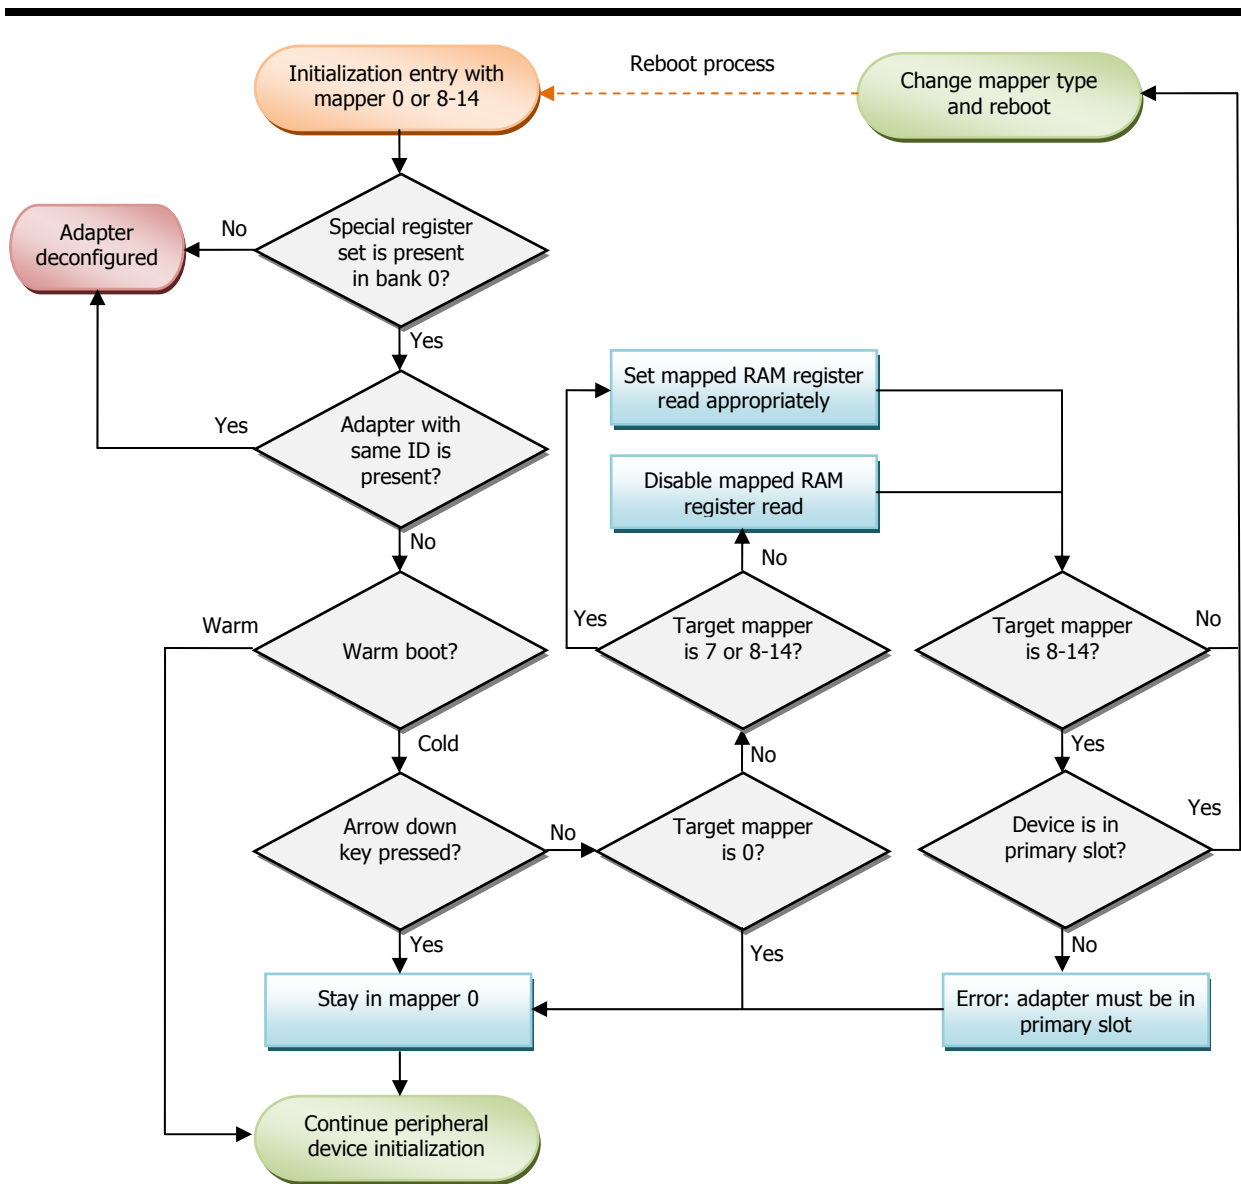 Initialization entry with
mapper 0 or 8-14
Reboot process
Change mapper type
and reboot
Special register
set is present
in bank 0?
No
Adapter
deconfigured
Yes
Adapter with
same ID is
present?
Yes
No
Set mapped RAM register
read appropriately
Disable mapped RAM
register read
No
Warm
Warm boot?
Yes
Target mapper
is 7 or 8-14?
Target mapper
is 8-14?
No
Cold
No
Yes
Arrow down
key pressed?
No
Target mapper
is 0?
Device is in
primary slot?
Yes
Yes
Yes
No
Stay in mapper 0
Error: adapter must be in
primary slot
Continue peripheral
device initialization